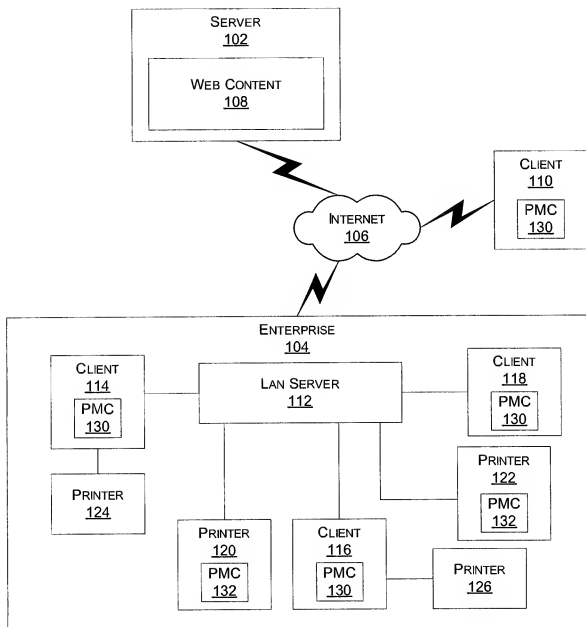 SERVER
102
WEB CONTENT
108
CLIENT
110
PMC
130
INTERNET
106
ENTERPRISE
104
CLIENT
114
PMC
130
LAN SERVER
112
CLIENT
118
PMC
130
PRINTER
124
PRINTER
122
PMC
132
PRINTER
120
PMC
132
CLIENT
116
PMC
130
PRINTER
126